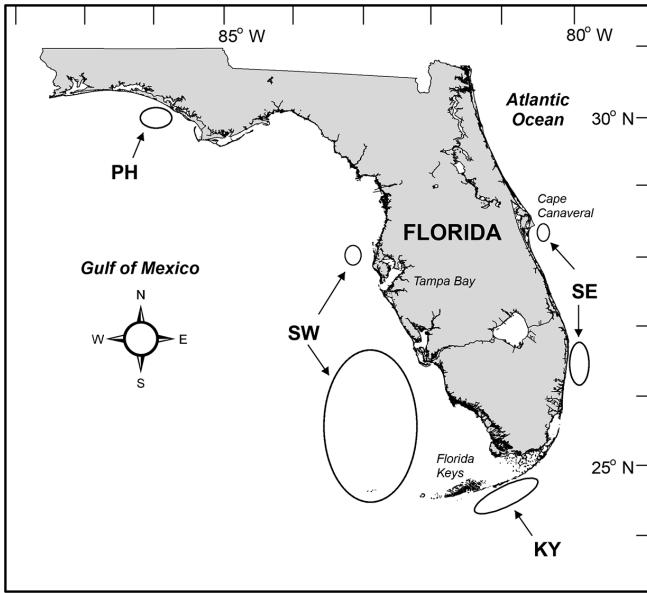 85° W
80° W
Atlantic
Ocean
30° N
PH
Cape
Canaveral
FLORIDA
Gulf of Mexico
Tampa Bay
SE
N
W
E
S
SW
Florida
Keys
25° N
KY